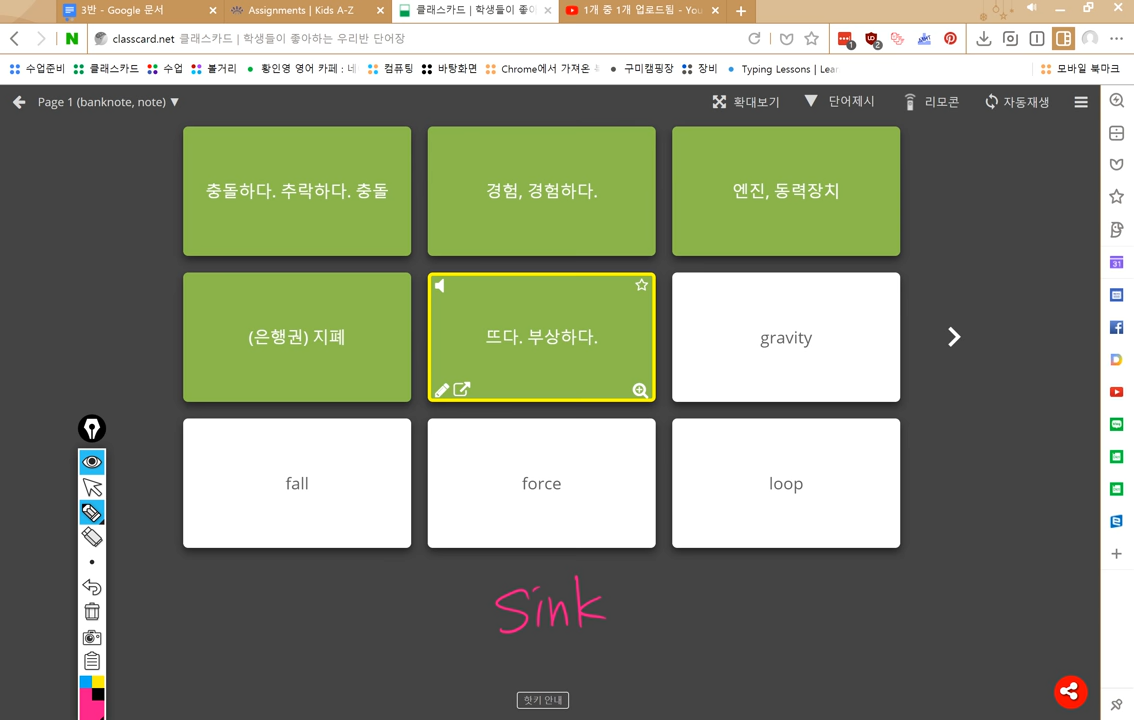 3반 - Google 문서
Assignments | Kids A-Z
클래스카드 | 학생들이 좋아
1개 중 1개 업로드됨 - You
classcard.net 클래스카드 | 학생들이 좋아하는 우리반 단어장
수업준비 클래스카드 수업 볼거리 황인영 영어 카페 : 네 컴퓨팅 바탕화면 Chrome에서 가져온 구미캠핑장 장비 Typing Lessons | Lear 모바일 북마크
Page 1 (banknote, note) ▼ 확대보기 단어제시 리모콘 자동재생
충돌하다. 추락하다. 충돌
경험, 경험하다.
엔진, 동력장치
(은행권) 지폐
뜨다. 부상하다.
gravity
fall
force
loop
sink
핫키 안내